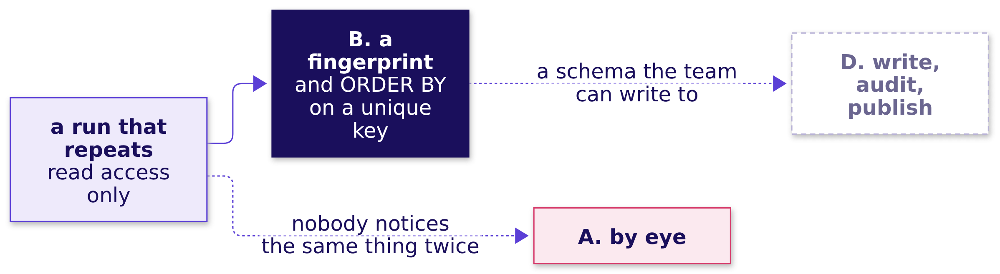 a run that
repeats
read access
only
B. a
fingerprint
and ORDER BY
on a unique
key
a schema the team
can write to
D. write,
audit,
publish
nobody notices
the same thing twice
A. by eye